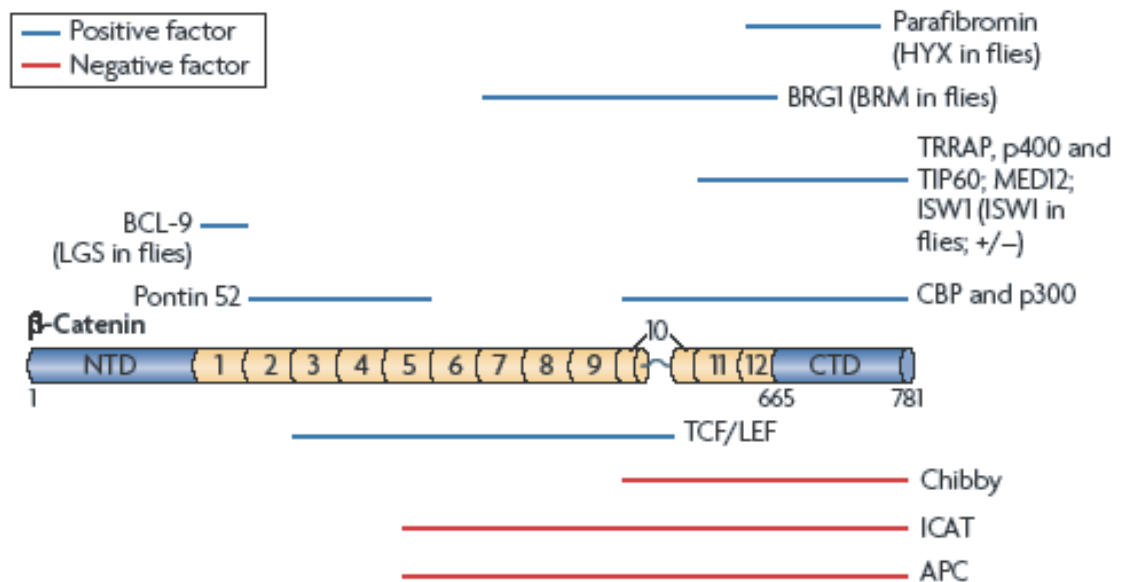 Positive factor
Negative factor
Parafibromin
(HYX in flies)
BRG1 (BRM in flies)
TRRAP, p400 and
TIP60; MED12;
ISW1 (ISWI in
flies; +/–)
BCL-9
(LGS in flies)
Pontin 52
CBP and p300
β-Catenin
10
NTD 1 2 3 4 5 6 7 8 9 11 12 CTD
1 665 781
TCF/LEF
Chibby
ICAT
APC